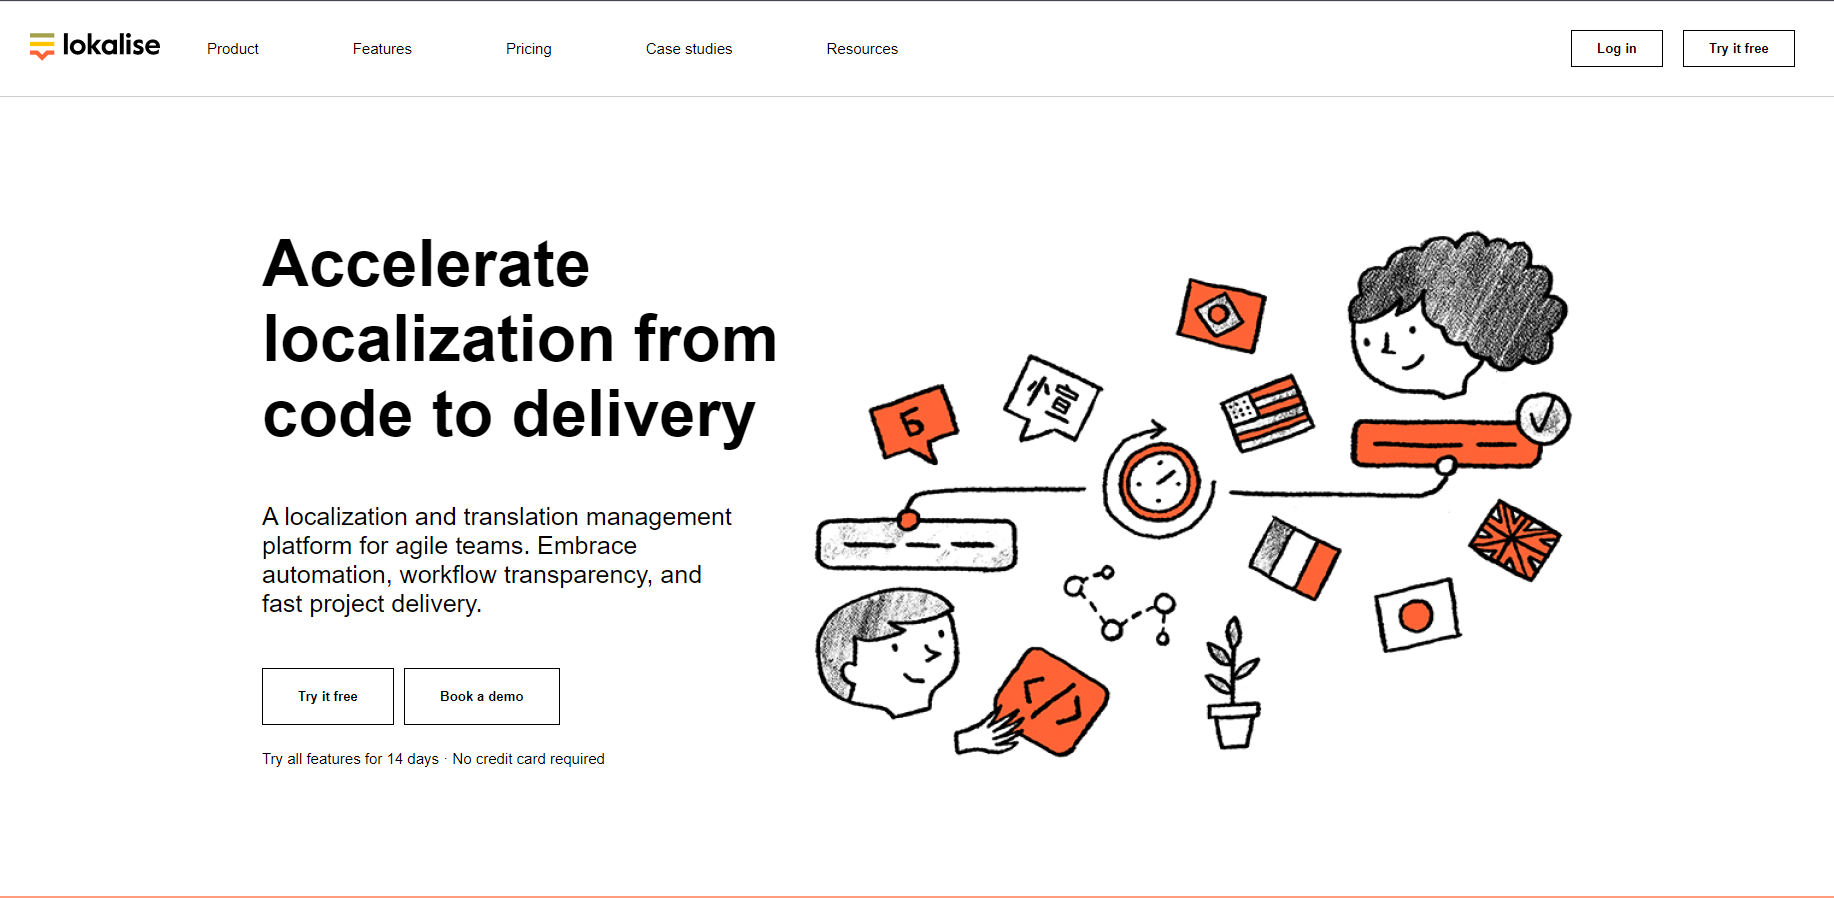 lokalise
Product
Features
Pricing
Case studies
Resources
Log in
Try it free
Accelerate
localization from
code to delivery
A localization and translation management
platform for agile teams. Embrace
automation, workflow transparency, and
fast project delivery.
Try it free
Book a demo
Try all features for 14 days · No credit card required
Б
</>